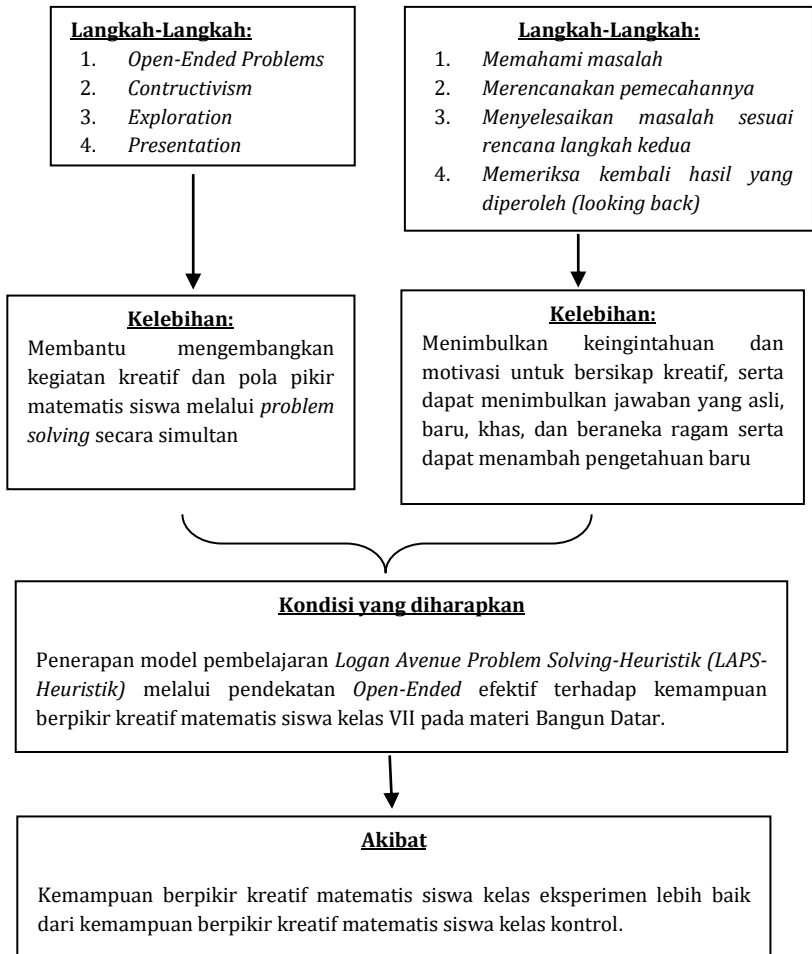 Langkah-Langkah:
1. Open-Ended Problems
2. Contructivism
3. Exploration
4. Presentation
Langkah-Langkah:
1. Memahami masalah
2. Merencanakan pemecahannya
3. Menyelesaikan masalah sesuai
rencana langkah kedua
4. Memeriksa kembali hasil yang
diperoleh (looking back)
Kelebihan:
Membantu mengembangkan
kegiatan kreatif dan pola pikir
matematis siswa melalui problem
solving secara simultan
Kelebihan:
Menimbulkan keingintahuan dan
motivasi untuk bersikap kreatif, serta
dapat menimbulkan jawaban yang asli,
baru, khas, dan beraneka ragam serta
dapat menambah pengetahuan baru
Kondisi yang diharapkan
Penerapan model pembelajaran Logan Avenue Problem Solving-Heuristik (LAPS-
Heuristik) melalui pendekatan Open-Ended efektif terhadap kemampuan
berpikir kreatif matematis siswa kelas VII pada materi Bangun Datar.
Akibat
Kemampuan berpikir kreatif matematis siswa kelas eksperimen lebih baik
dari kemampuan berpikir kreatif matematis siswa kelas kontrol.